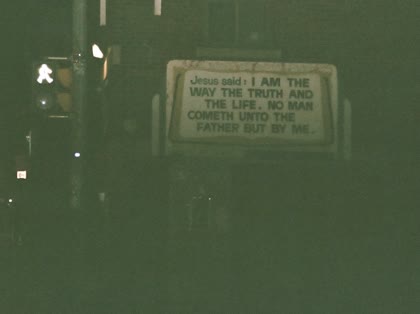 Jesus said: I AM THE
WAY THE TRUTH AND
THE LIFE. NO MAN
COMETH UNTO THE
FATHER BUT BY ME.